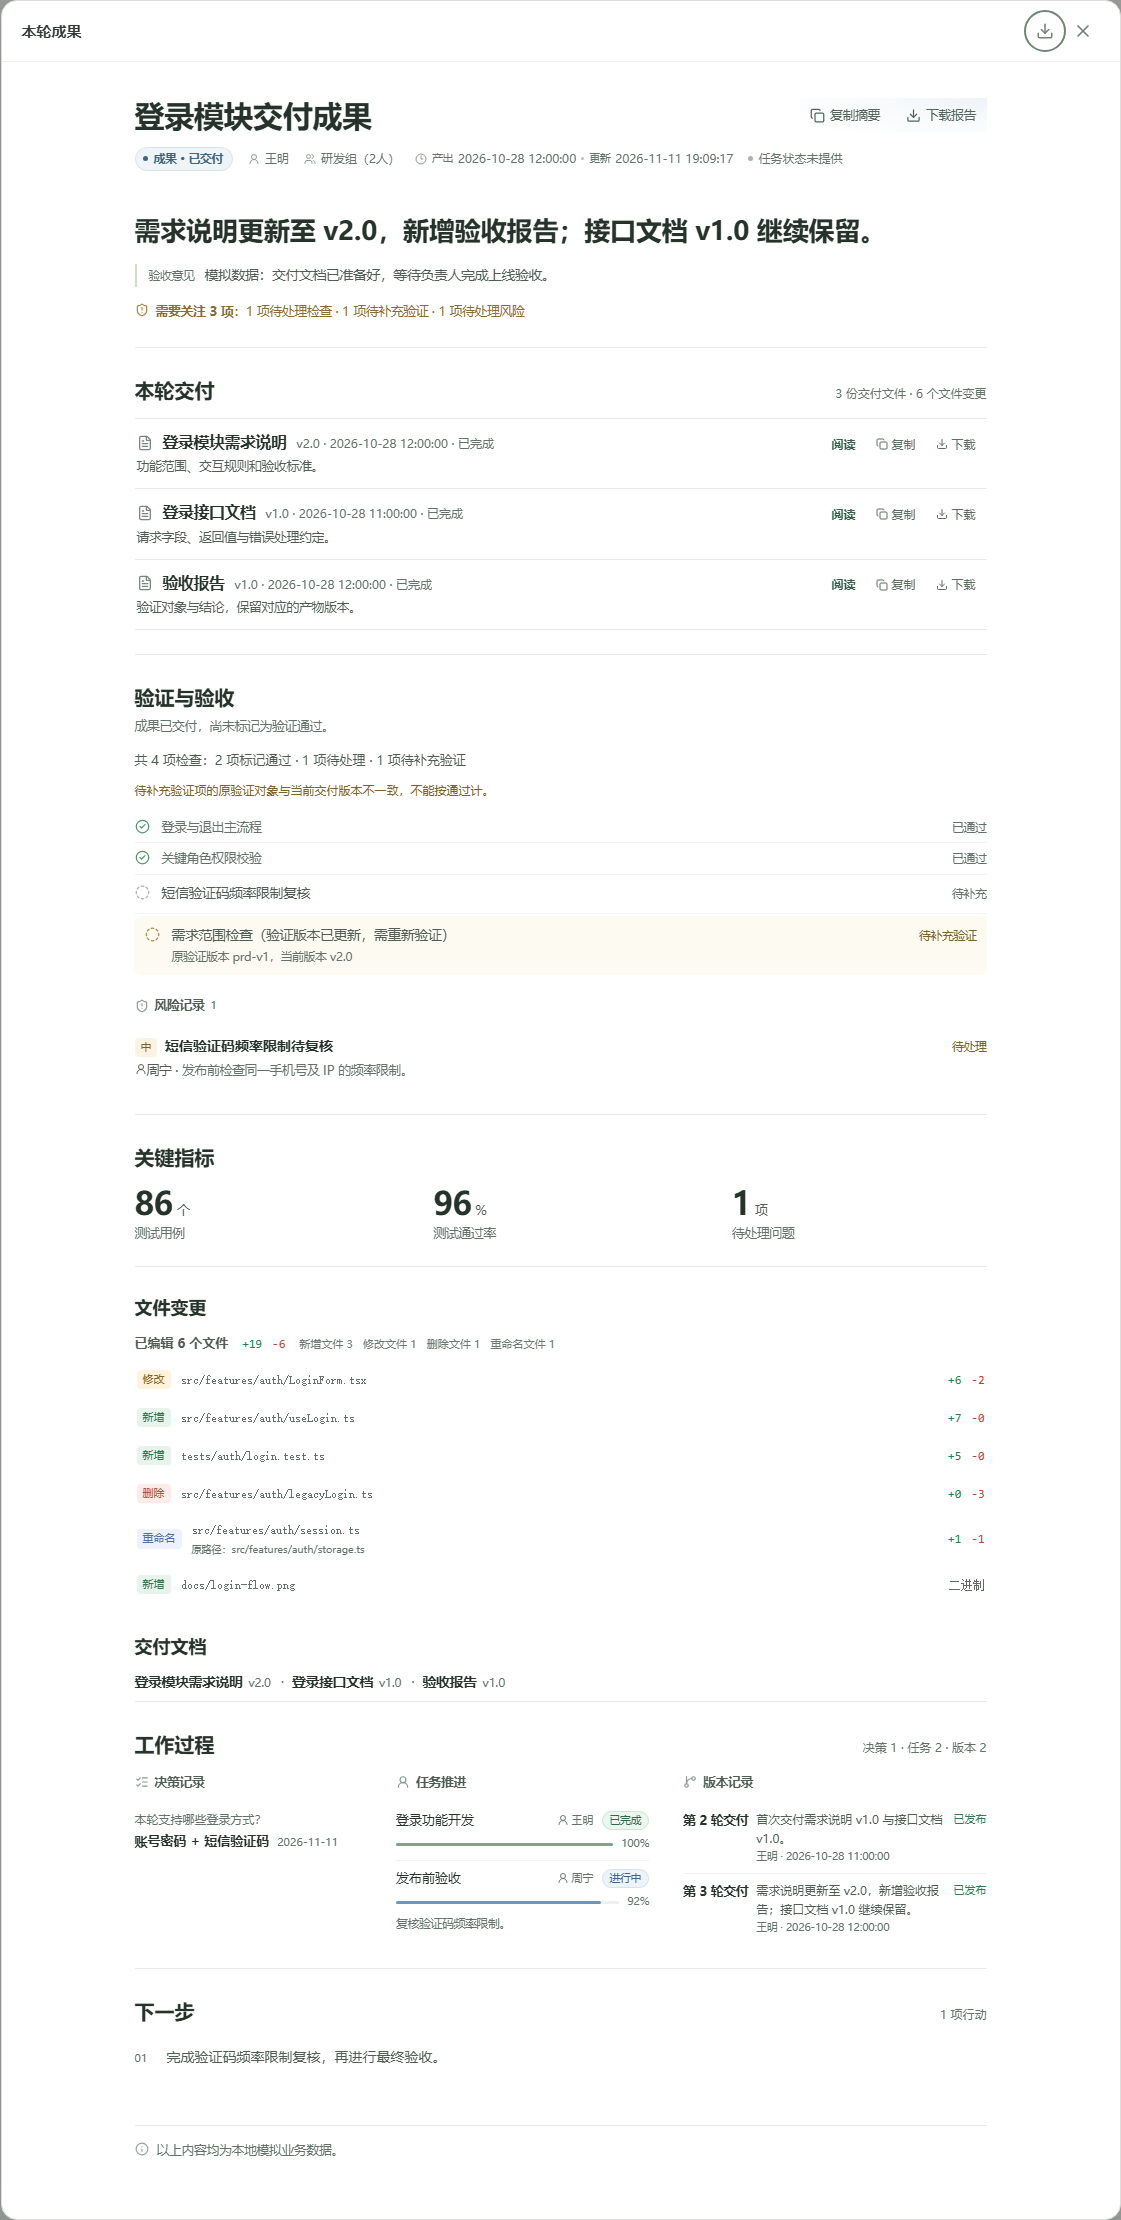 本轮成果
登录模块交付成果
复制摘要 下载报告
成果 • 已交付 王明 研发组（2人） 产出 2026-10-28 12:00:00 • 更新 2026-11-11 19:09:17 任务状态未提供
需求说明更新至 v2.0，新增验收报告；接口文档 v1.0 继续保留。
验收意见 模拟数据：交付文档已准备好，等待负责人完成上线验收。
需要关注 3 项：1 项待处理检查 · 1 项待补充验证 · 1 项待处理风险
本轮交付 3 份交付文件 · 6 个文件变更
登录模块需求说明 v2.0 · 2026-10-28 12:00:00 · 已完成 阅读 复制 下载
功能范围、交互规则和验收标准。
登录接口文档 v1.0 · 2026-10-28 11:00:00 · 已完成 阅读 复制 下载
请求字段、返回值与错误处理约定。
验收报告 v1.0 · 2026-10-28 12:00:00 · 已完成 阅读 复制 下载
验证对象与结论，保留对应的产物版本。
验证与验收
成果已交付，尚未标记为验证通过。
共 4 项检查：2 项标记通过 · 1 项待处理 · 1 项待补充验证
待补充验证项的原验证对象与当前交付版本不一致，不能按通过计。
登录与退出主流程 已通过
关键角色权限校验 已通过
短信验证码频率限制复核 待补充
需求范围检查（验证版本已更新，需重新验证） 待补充验证
原验证版本 prd-v1，当前版本 v2.0
风险记录 1
中 短信验证码频率限制待复核 待处理
周宁 · 发布前检查同一手机号及 IP 的频率限制。
关键指标
86 个 96 % 1 项
测试用例 测试通过率 待处理问题
文件变更
已编辑 6 个文件 +19 -6 新增文件 3 修改文件 1 删除文件 1 重命名文件 1
修改 src/features/auth/LoginForm.tsx +6 -2
新增 src/features/auth/useLogin.ts +7 -0
新增 tests/auth/login.test.ts +5 -0
删除 src/features/auth/legacyLogin.ts +0 -3
重命名 src/features/auth/session.ts +1 -1
原路径：src/features/auth/storage.ts
新增 docs/login-flow.png 二进制
交付文档
登录模块需求说明 v2.0 · 登录接口文档 v1.0 · 验收报告 v1.0
工作过程 决策 1 · 任务 2 · 版本 2
决策记录
本轮支持哪些登录方式？
账号密码 + 短信验证码 2026-11-11
任务推进
登录功能开发 王明 已完成
100%
发布前验收 周宁 进行中
92%
复核验证码频率限制。
版本记录
第 2 轮交付 首次交付需求说明 v1.0 与接口文档 已发布
v1.0。
王明 · 2026-10-28 11:00:00
第 3 轮交付 需求说明更新至 v2.0，新增验收报 已发布
告；接口文档 v1.0 继续保留。
王明 · 2026-10-28 12:00:00
下一步 1 项行动
01 完成验证码频率限制复核，再进行最终验收。
以上内容均为本地模拟业务数据。